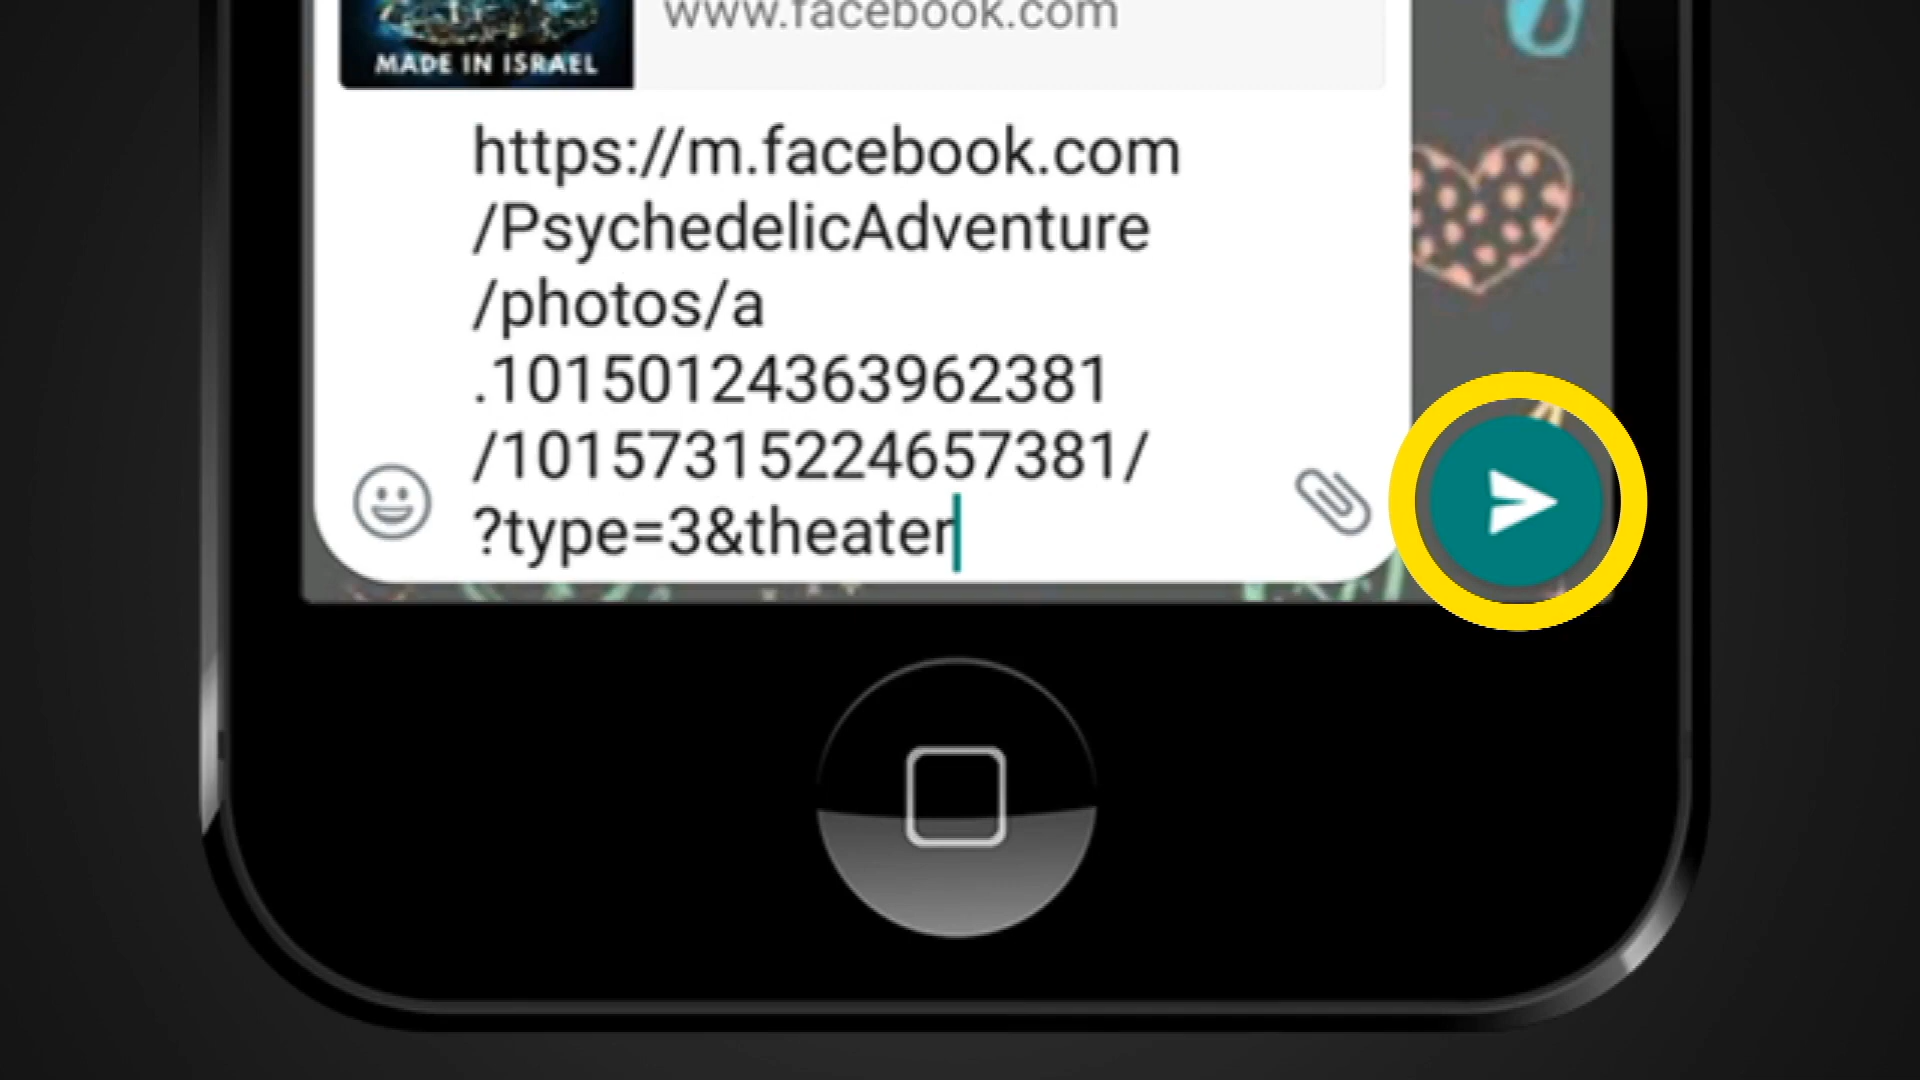 www.facebook.com
MADE IN ISRAEL
https://m.facebook.com
/PsychedelicAdventure
/photos/a
.10150124363962381
/10157315224657381/
?type=3&theater